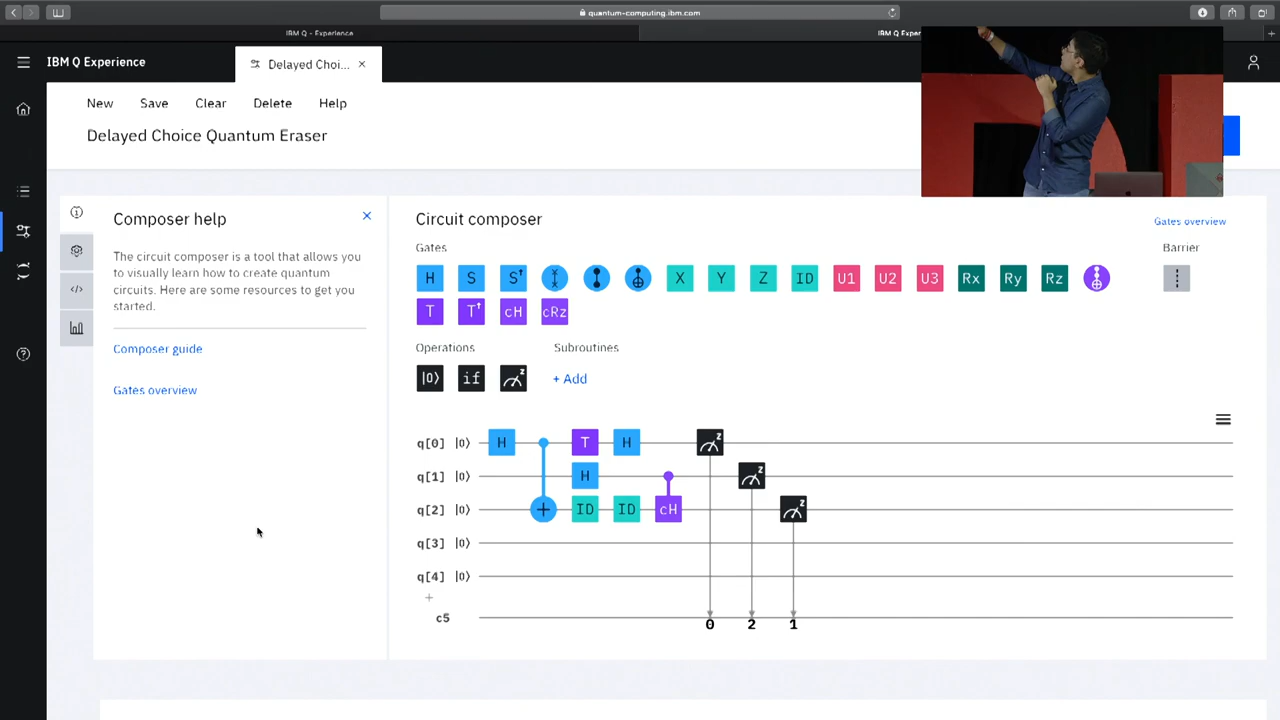 quantum-computing.ibm.com
IBM Q - Experience
IBM Q Exper
IBM Q Experience
Delayed Choi...
New Save Clear Delete Help
Delayed Choice Quantum Eraser
Composer help
The circuit composer is a tool that allows you
to visually learn how to create quantum
circuits. Here are some resources to get you
started.
Composer guide
Gates overview
Circuit composer
Gates overview
Gates
Barrier
H S S† X Y Z ID U1 U2 U3 Rx Ry Rz
T T† cH cRz
Operations Subroutines
|0⟩ if z + Add
q[0] |0⟩ H T H z
q[1] |0⟩ H z
q[2] |0⟩ + ID ID cH z
q[3] |0⟩
q[4] |0⟩
+
c5
0 2 1